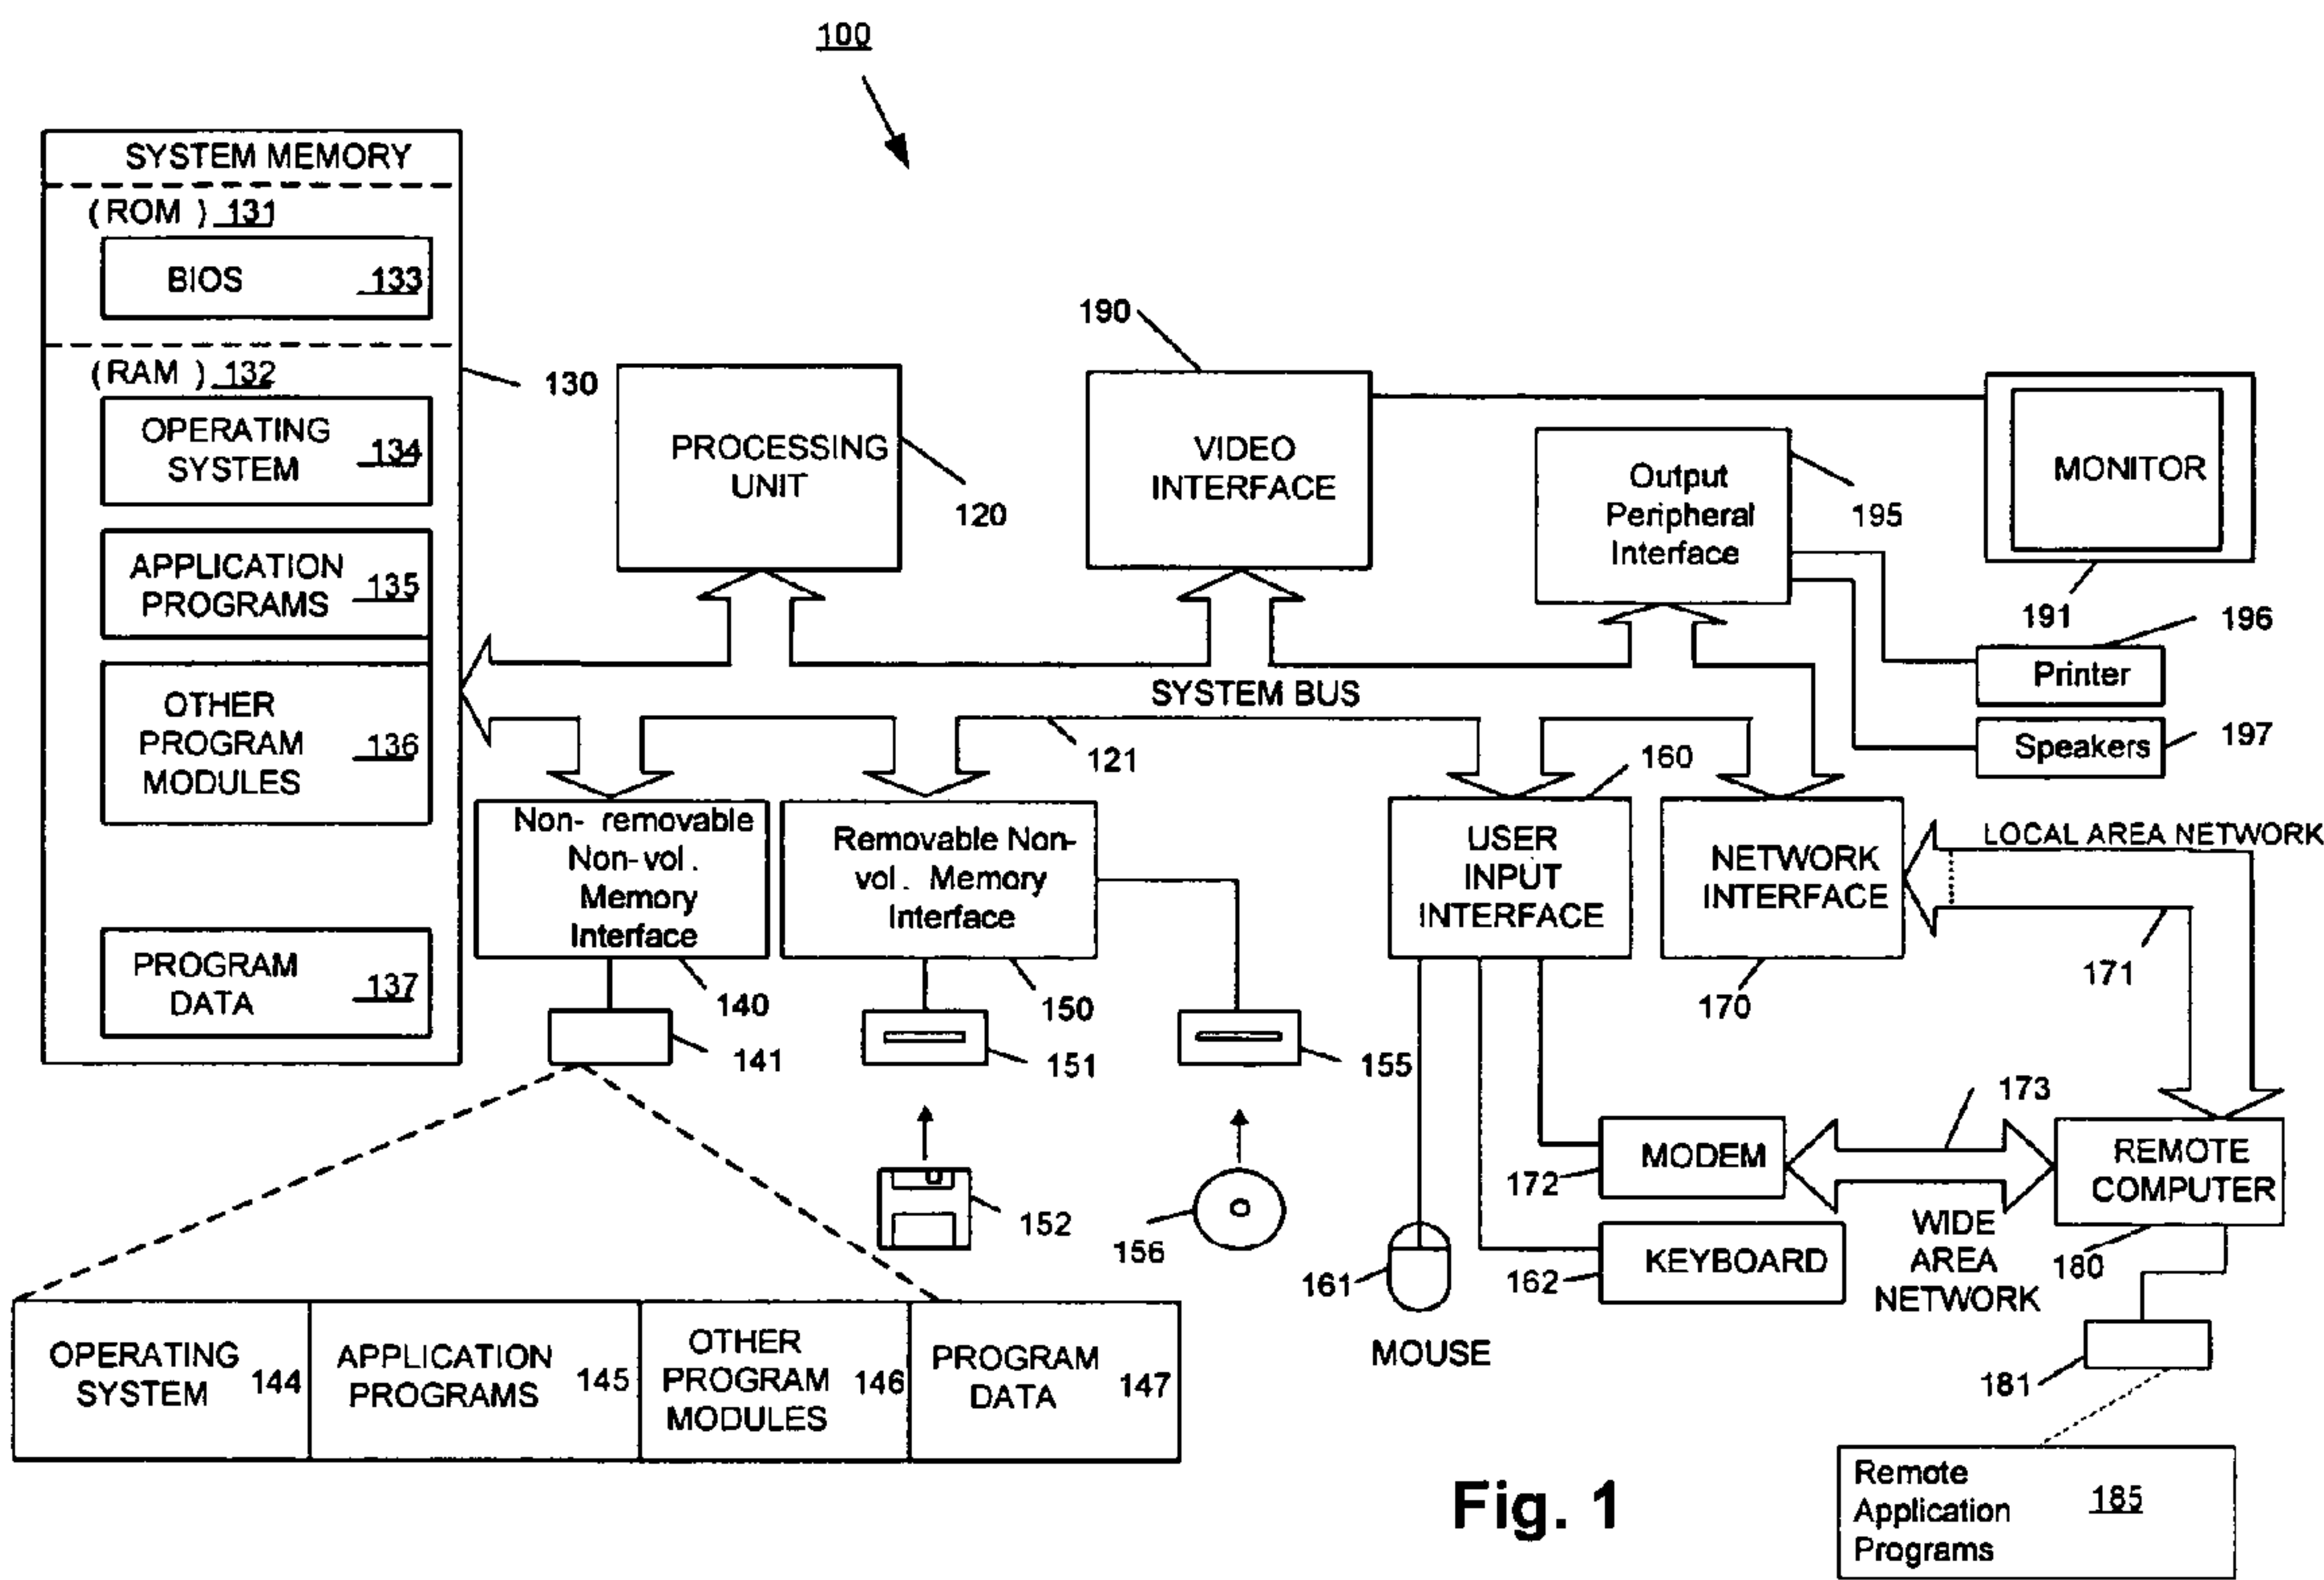 100
SYSTEM MEMORY
(ROM) 131
BIOS 133
(RAM) 132
OPERATING
SYSTEM
134
APPLICATION
PROGRAMS
135
OTHER
PROGRAM
MODULES
136
PROGRAM
DATA
137
130
PROCESSING
UNIT
120
190
VIDEO
INTERFACE
Output
Peripheral
Interface
195
MONITOR
191
196
Printer
Speakers
197
SYSTEM BUS
121
Non- removable
Non-vol.
Memory
Interface
140
141
Removable Non-
vol. Memory
Interface
150
151
155
152
156
160
USER
INPUT
INTERFACE
NETWORK
INTERFACE
170
LOCAL AREA NETWORK
171
173
MODEM
172
KEYBOARD
162
161
MOUSE
WIDE
AREA
NETWORK
REMOTE
COMPUTER
180
181
OPERATING
SYSTEM
144
APPLICATION
PROGRAMS
145
OTHER
PROGRAM
MODULES
146
PROGRAM
DATA
147
Remote
Application
Programs
185
Fig. 1